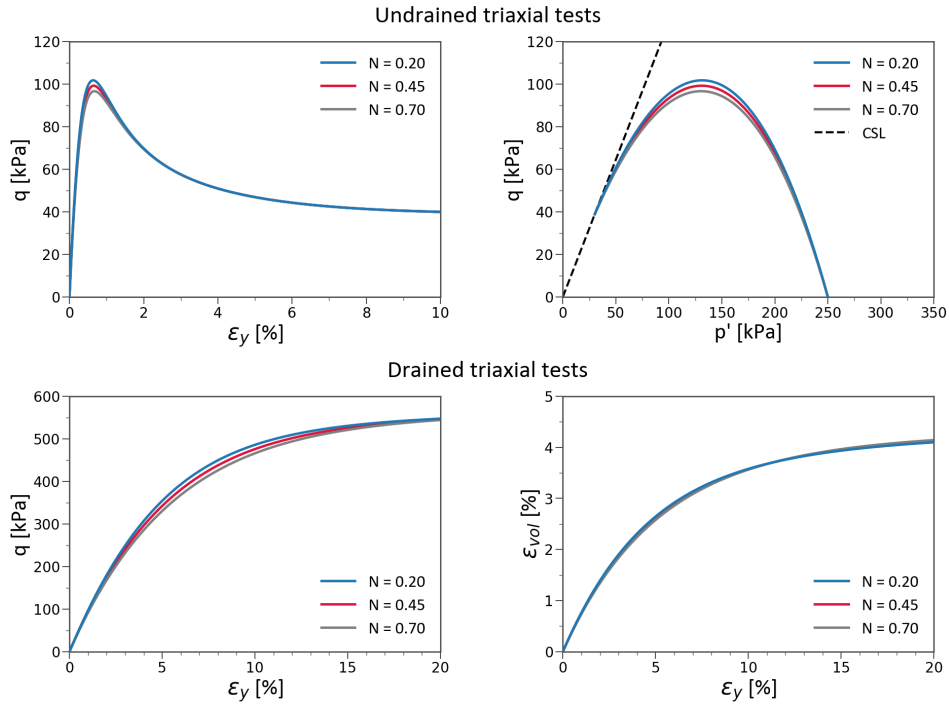 Undrained triaxial tests
120
100
80
60
40
20
0
q [kPa]
N = 0.20
N = 0.45
N = 0.70
0 2 4 6 8 10
εy [%]
120
100
80
60
40
20
0
q [kPa]
N = 0.20
N = 0.45
N = 0.70
CSL
0 50 100 150 200 250 300 350
p' [kPa]
Drained triaxial tests
600
500
400
300
200
100
0
q [kPa]
N = 0.20
N = 0.45
N = 0.70
0 5 10 15 20
εy [%]
5
4
3
2
1
0
εvol [%]
N = 0.20
N = 0.45
N = 0.70
0 5 10 15 20
εy [%]